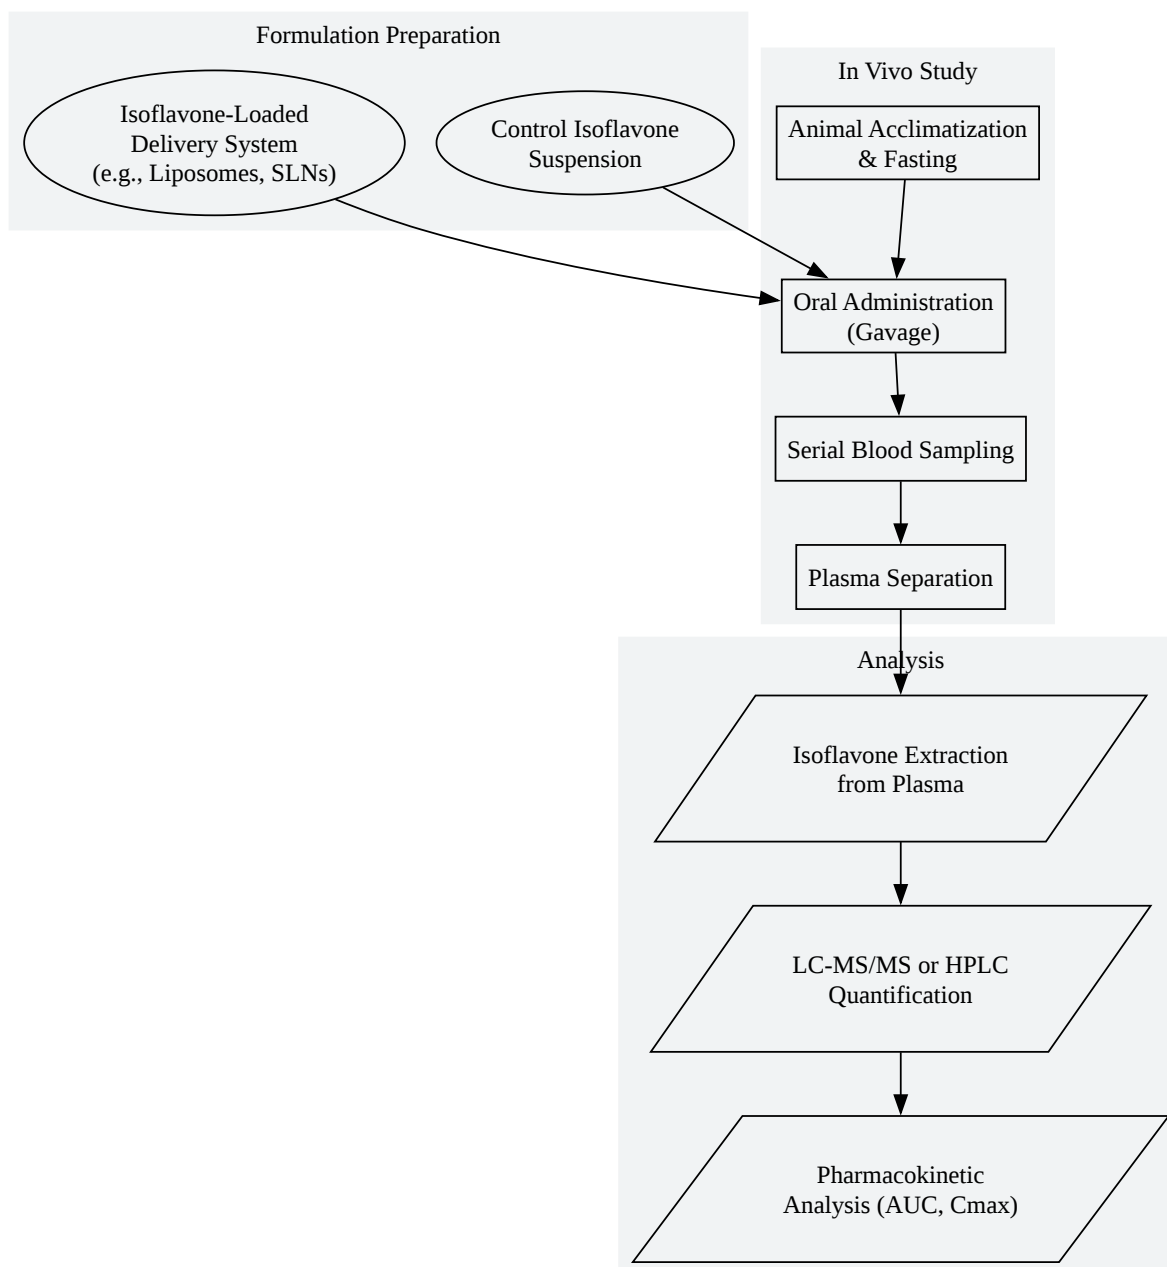 Formulation Preparation
Isoflavone-Loaded
Delivery System
(e.g., Liposomes, SLNs)
Control Isoflavone
Suspension
In Vivo Study
Animal Acclimatization
& Fasting
Oral Administration
(Gavage)
Serial Blood Sampling
Plasma Separation
Analysis
Isoflavone Extraction
from Plasma
LC-MS/MS or HPLC
Quantification
Pharmacokinetic
Analysis (AUC, Cmax)